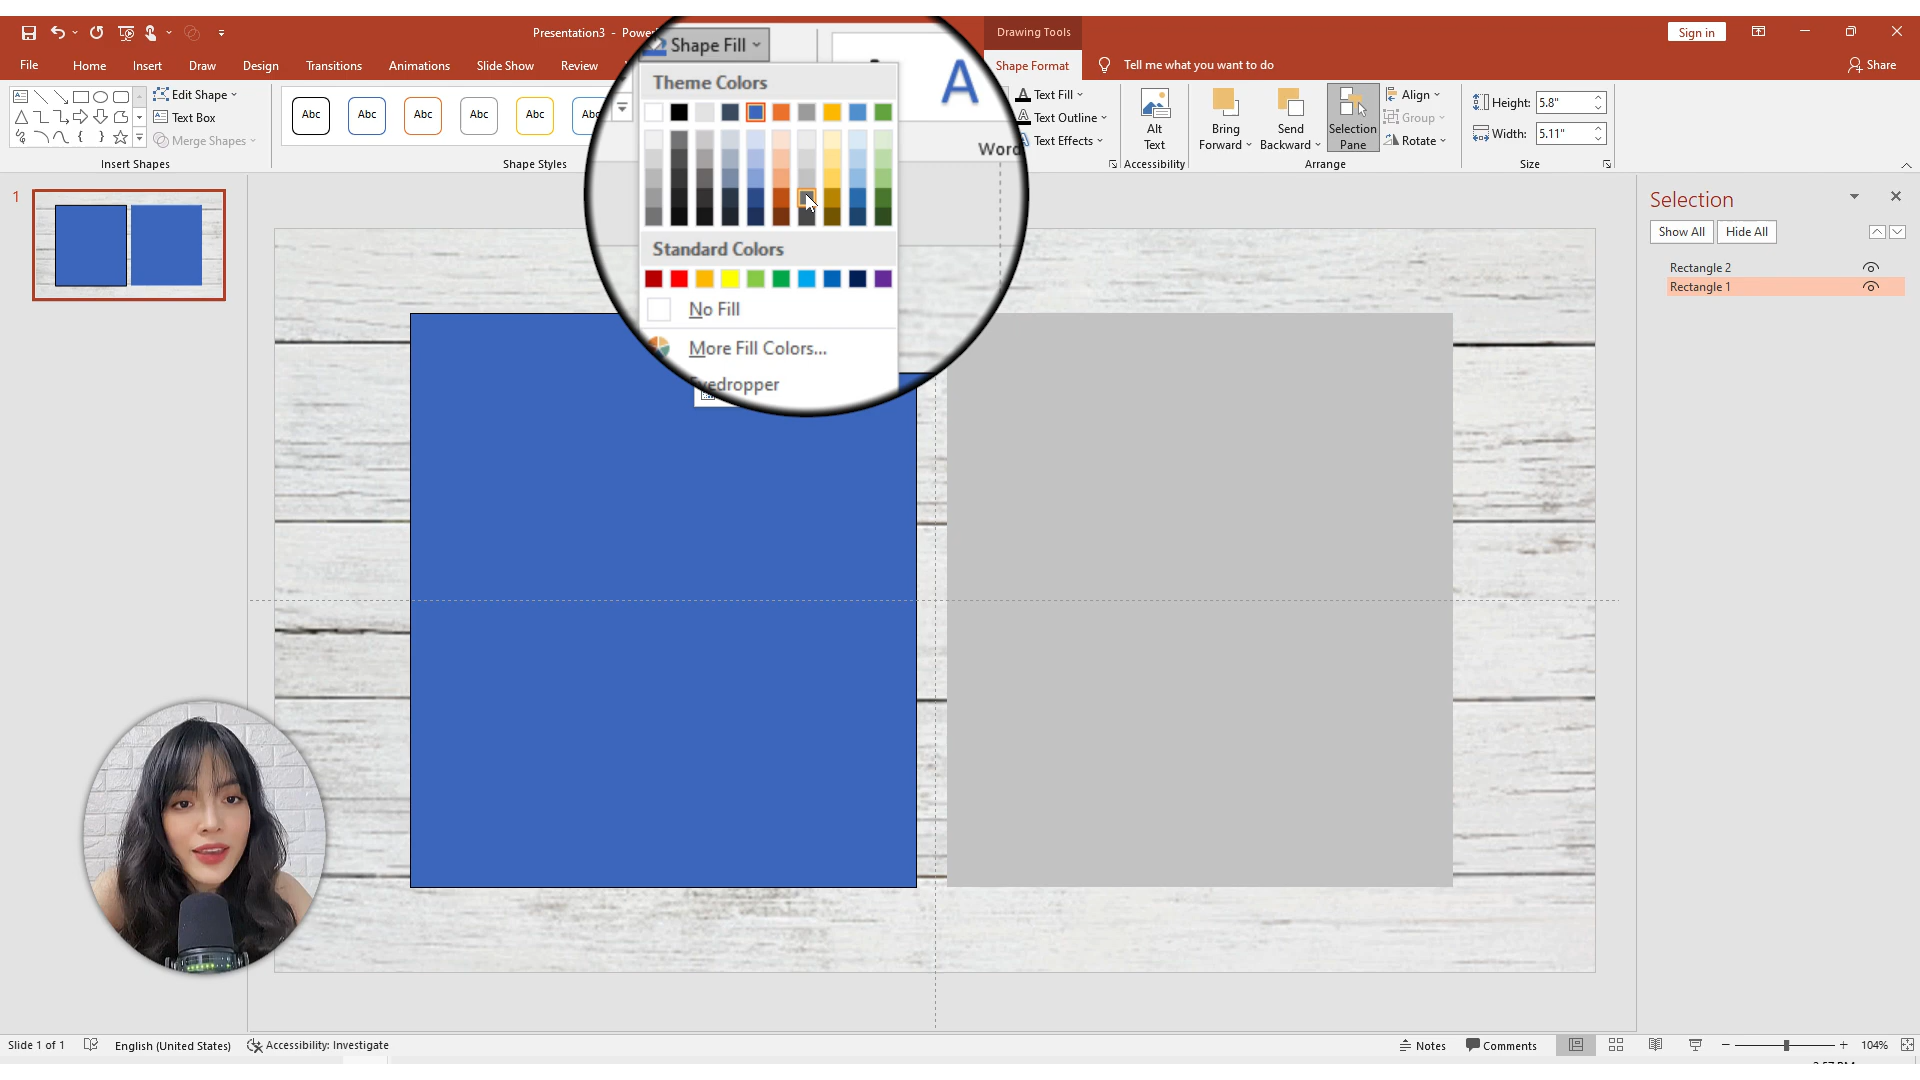 Presentation3 - Power
Drawing Tools
Sign in
File
Home
Insert
Draw
Design
Transitions
Animations
Slide Show
Review
Shape Format
Tell me what you want to do
Share
Edit Shape
Text Box
Merge Shapes
Insert Shapes
Abc
Abc
Abc
Abc
Abc
Abc
Shape Styles
Shape Fill
Theme Colors
Standard Colors
No Fill
More Fill Colors...
Eyedropper
A
Word
Text Fill
Text Outline
Text Effects
Alt
Text
Accessibility
Bring
Forward
Send
Backward
Selection
Pane
Align
Group
Rotate
Arrange
Height: 5.8"
Width: 5.11"
Size
1
Selection
Show All
Hide All
Rectangle 2
Rectangle 1
Slide 1 of 1
English (United States)
Accessibility: Investigate
Notes
Comments
104%